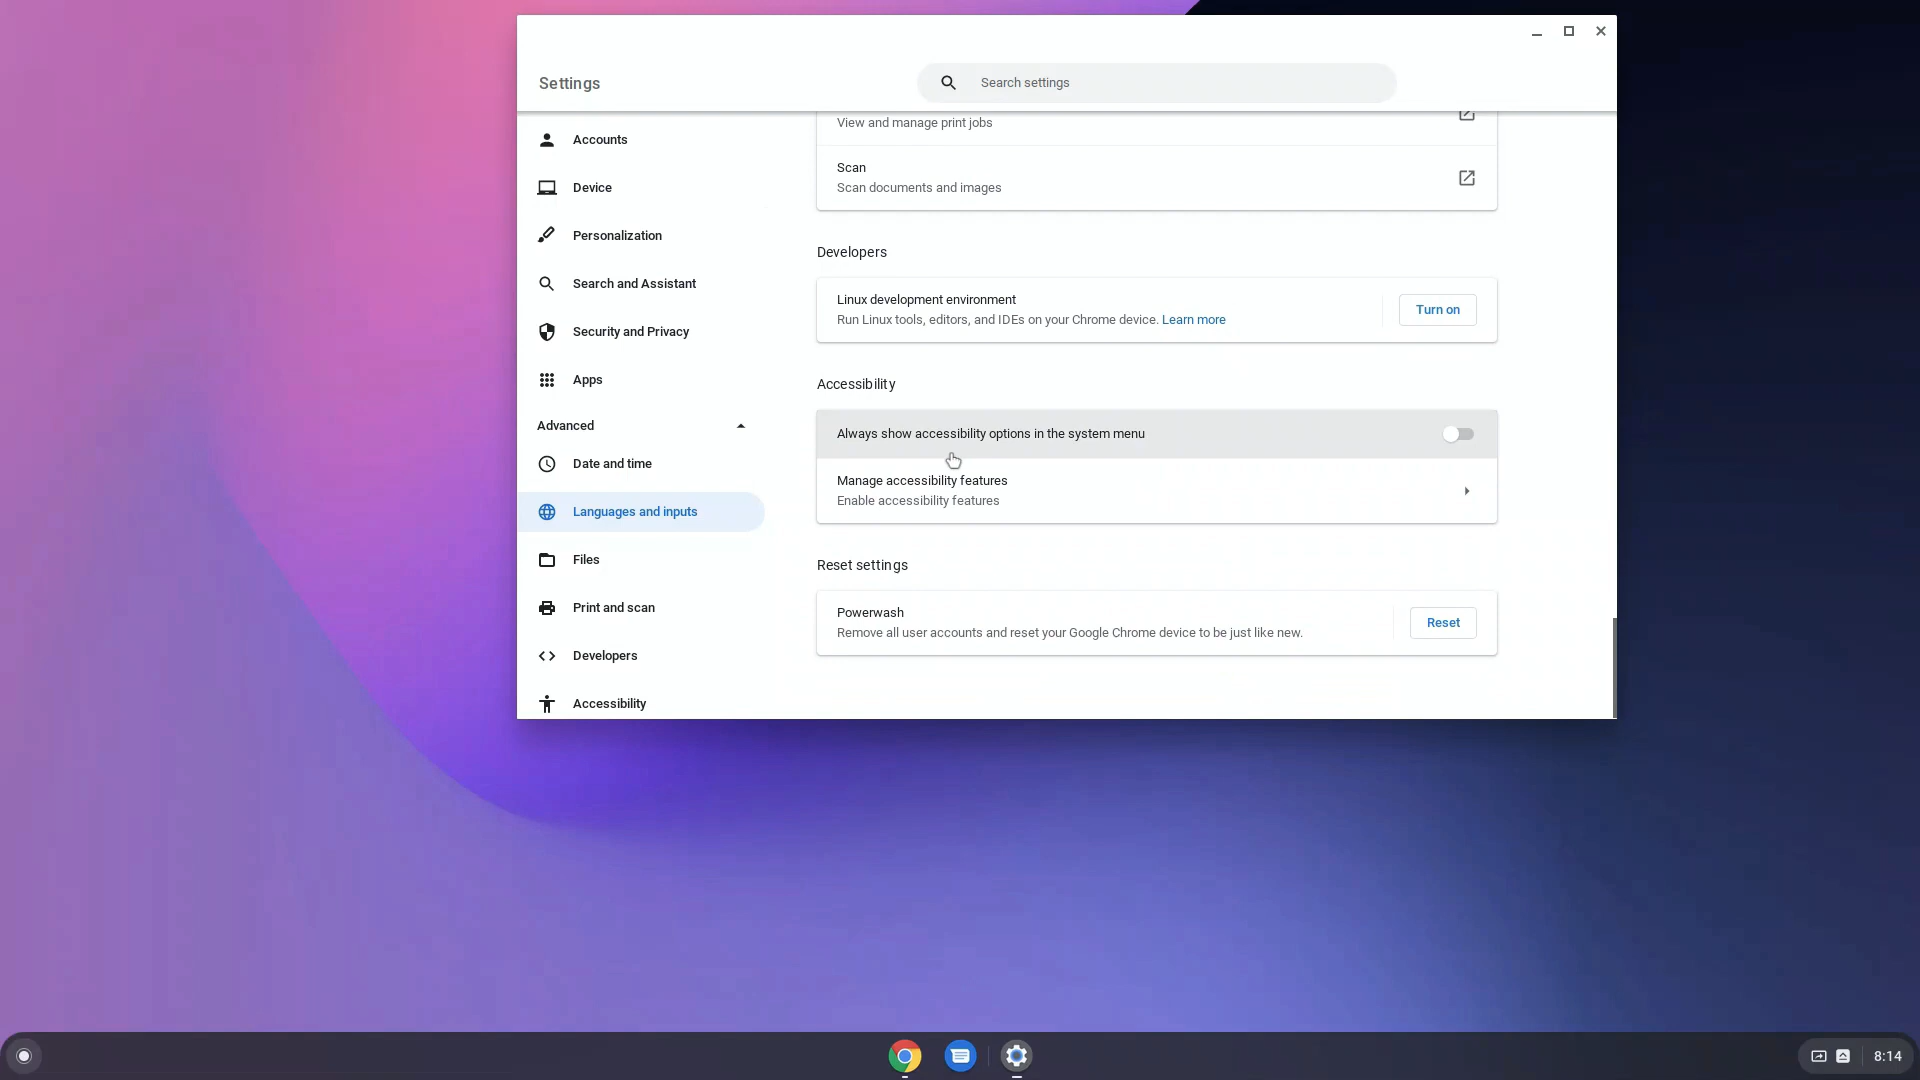 Settings
Search settings
Accounts
Device
Personalization
Search and Assistant
Security and Privacy
Apps
Advanced
Date and time
Languages and inputs
Files
Print and scan
Developers
Accessibility
View and manage print jobs
Scan
Scan documents and images
Developers
Linux development environment
Run Linux tools, editors, and IDEs on your Chrome device. Learn more
Turn on
Accessibility
Always show accessibility options in the system menu
Manage accessibility features
Enable accessibility features
Reset settings
Powerwash
Remove all user accounts and reset your Google Chrome device to be just like new.
Reset
8:14